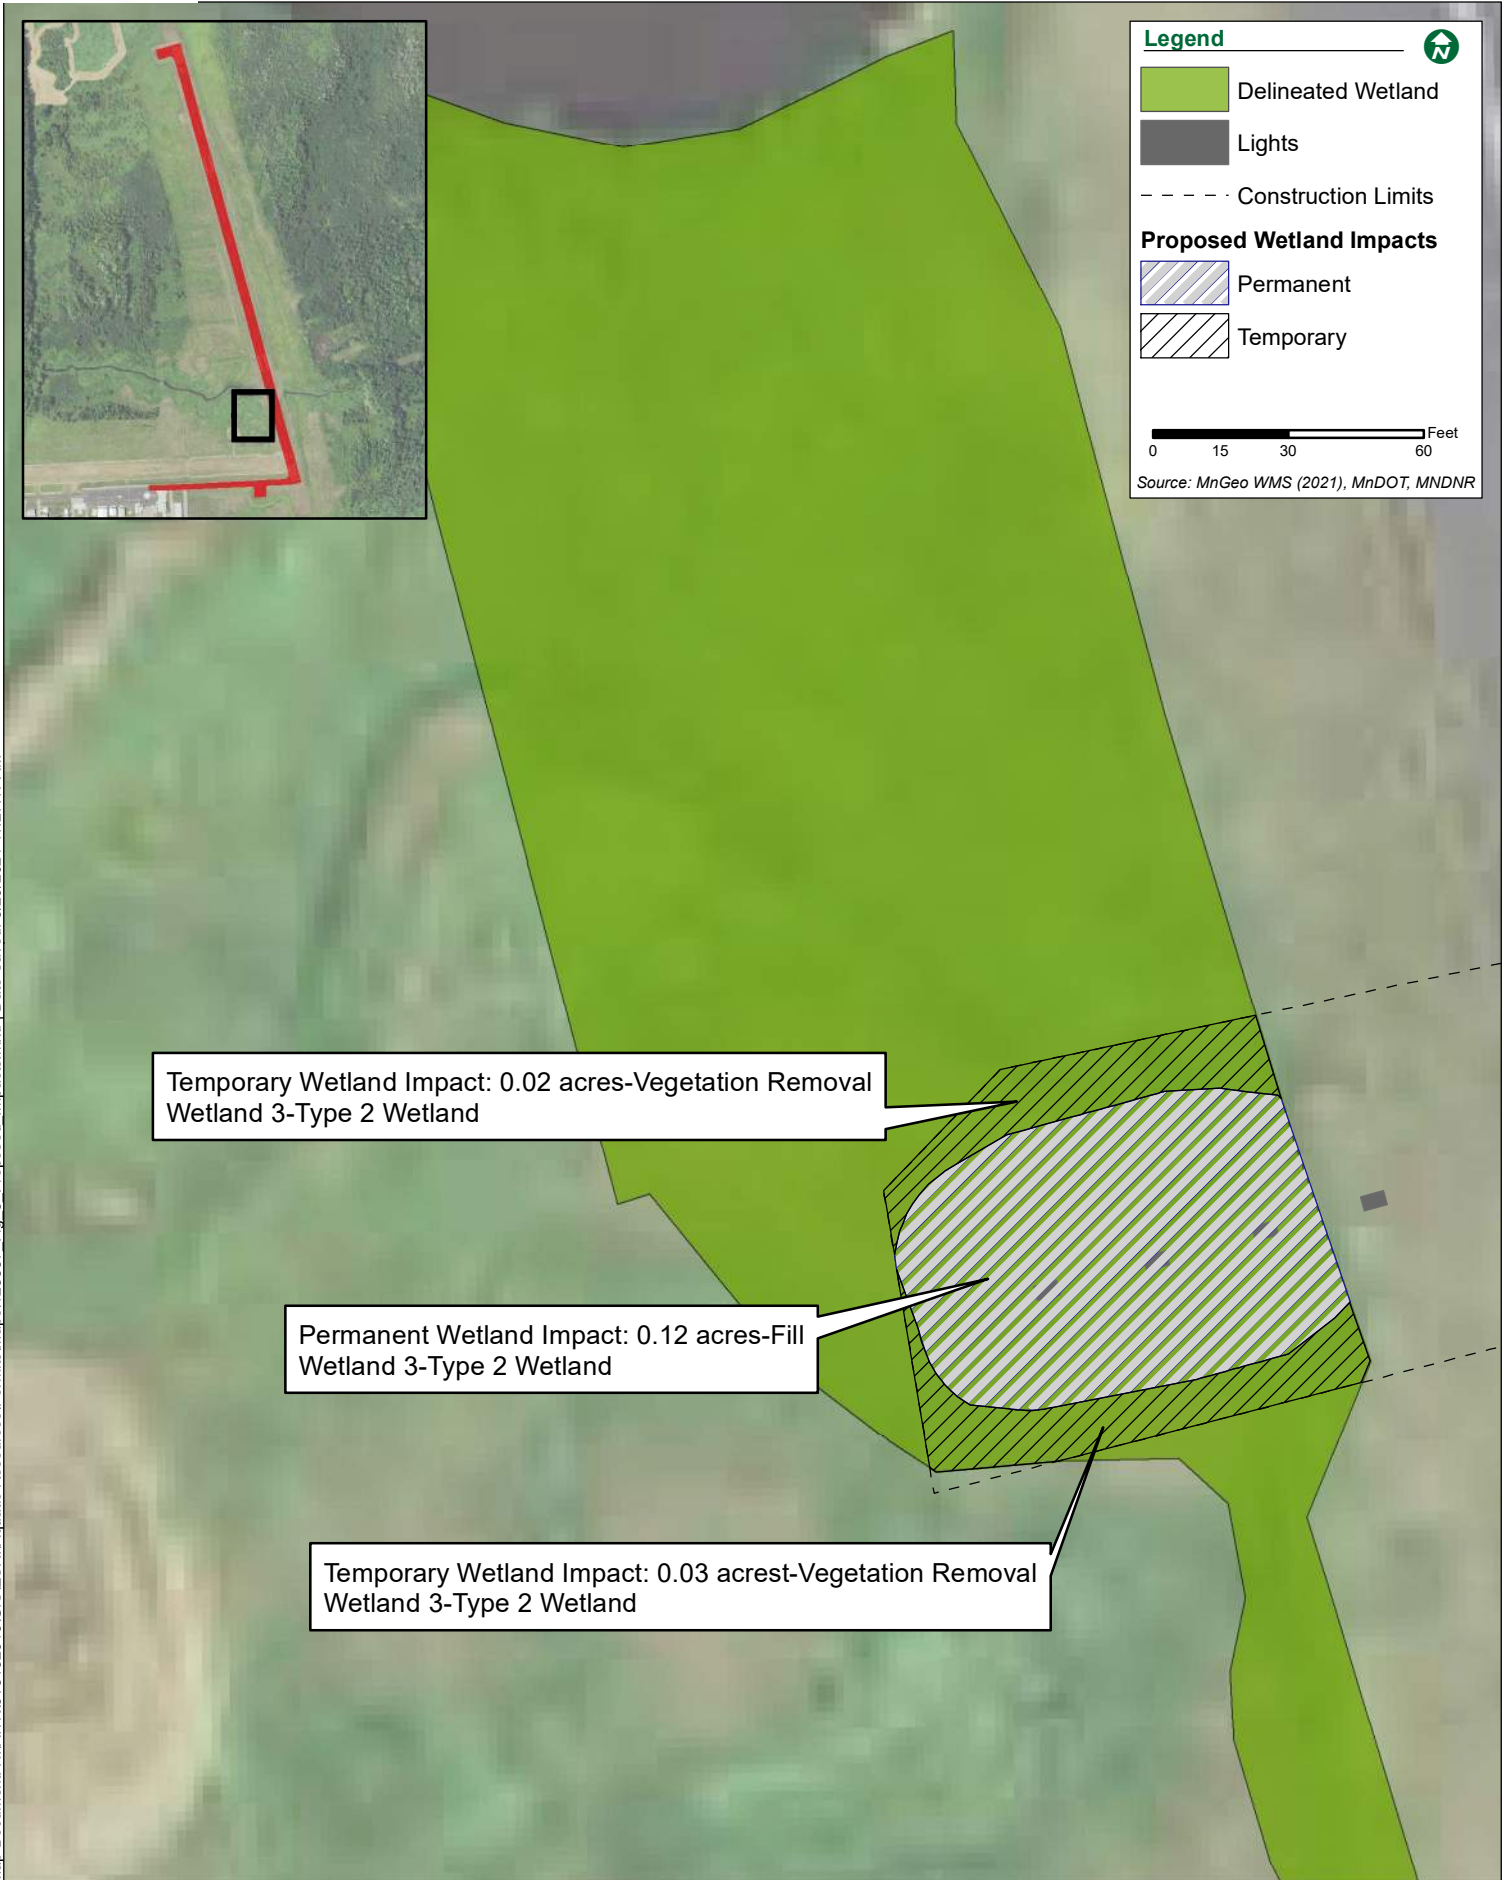 Legend
N
Delineated Wetland
Lights
Construction Limits
Proposed Wetland Impacts
Permanent
Temporary
Feet
0 15 30 60
Source: MnGeo WMS (2021), MnDOT, MNDNR
Temporary Wetland Impact: 0.02 acres-Vegetation Removal
Wetland 3-Type 2 Wetland
Permanent Wetland Impact: 0.12 acres-Fill
Wetland 3-Type 2 Wetland
Temporary Wetland Impact: 0.03 acrest-Vegetation Removal
Wetland 3-Type 2 Wetland